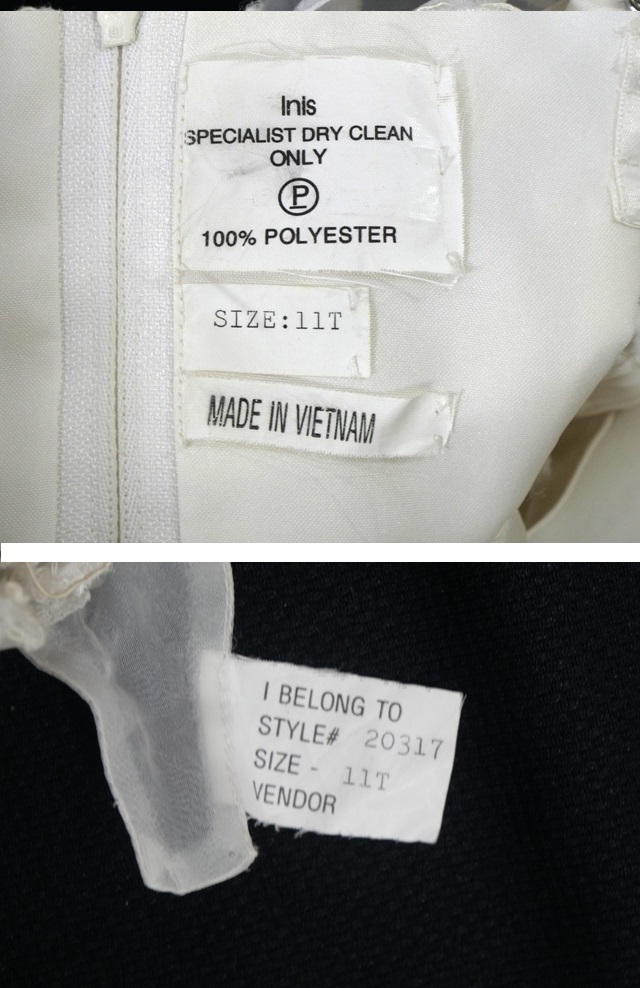 Inis
SPECIALIST DRY CLEAN
ONLY
P
100% POLYESTER
SIZE:11T
MADE IN VIETNAM
I BELONG TO
STYLE# 20317
SIZE - 11T
VENDOR